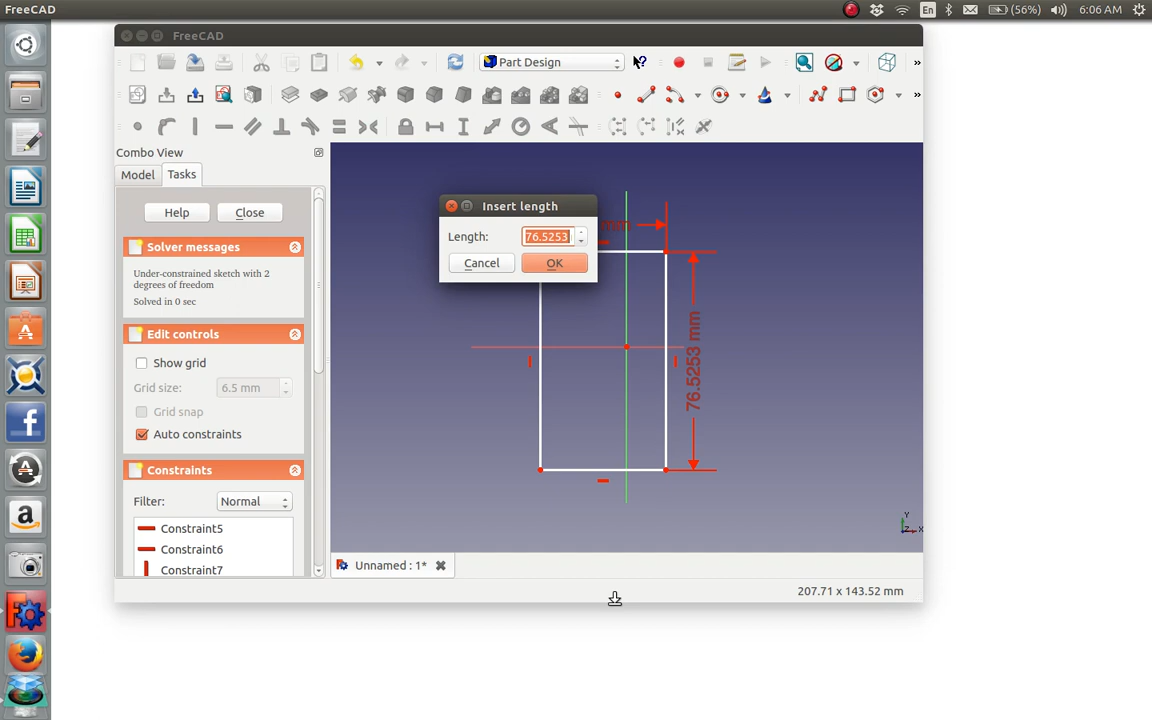 FreeCAD
En
(56%)
6:06 AM
FreeCAD
Part Design
»
»
Combo View
Model
Tasks
Help
Close
Solver messages
Under-constrained sketch with 2
degrees of freedom
Solved in 0 sec
Edit controls
Show grid
Grid size:
6.5 mm
Grid snap
Auto constraints
Constraints
Filter:
Normal
Constraint5
Constraint6
Constraint7
Insert length
Length:
76.5253
Cancel
OK
mm
76.5253 mm
Y
Z
X
Unnamed : 1*
207.71 x 143.52 mm